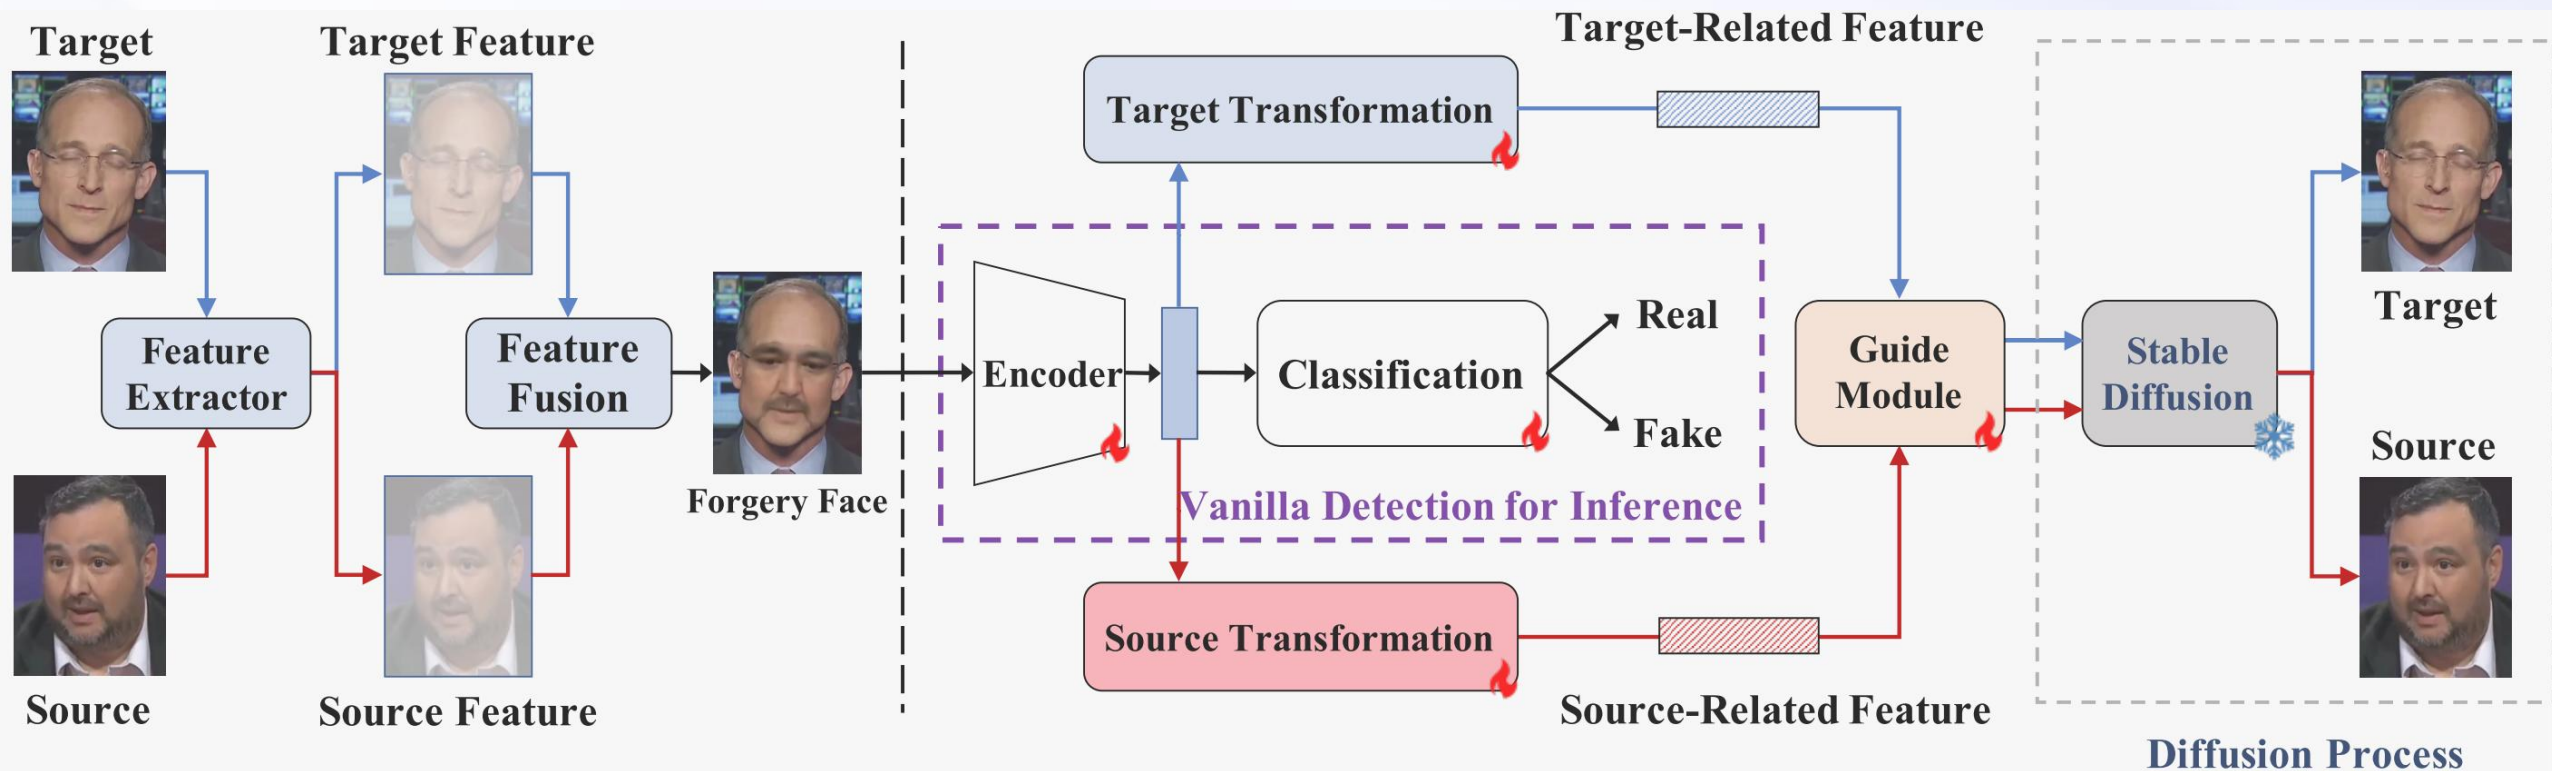 Target
Target Feature
Feature
Extractor
Feature
Fusion
Forgery Face
Source
Source Feature
Target-Related Feature
Target Transformation
Encoder
Classification
Real
Fake
Vanilla Detection for Inference
Source Transformation
Source-Related Feature
Guide
Module
Stable
Diffusion
Target
Source
Diffusion Process